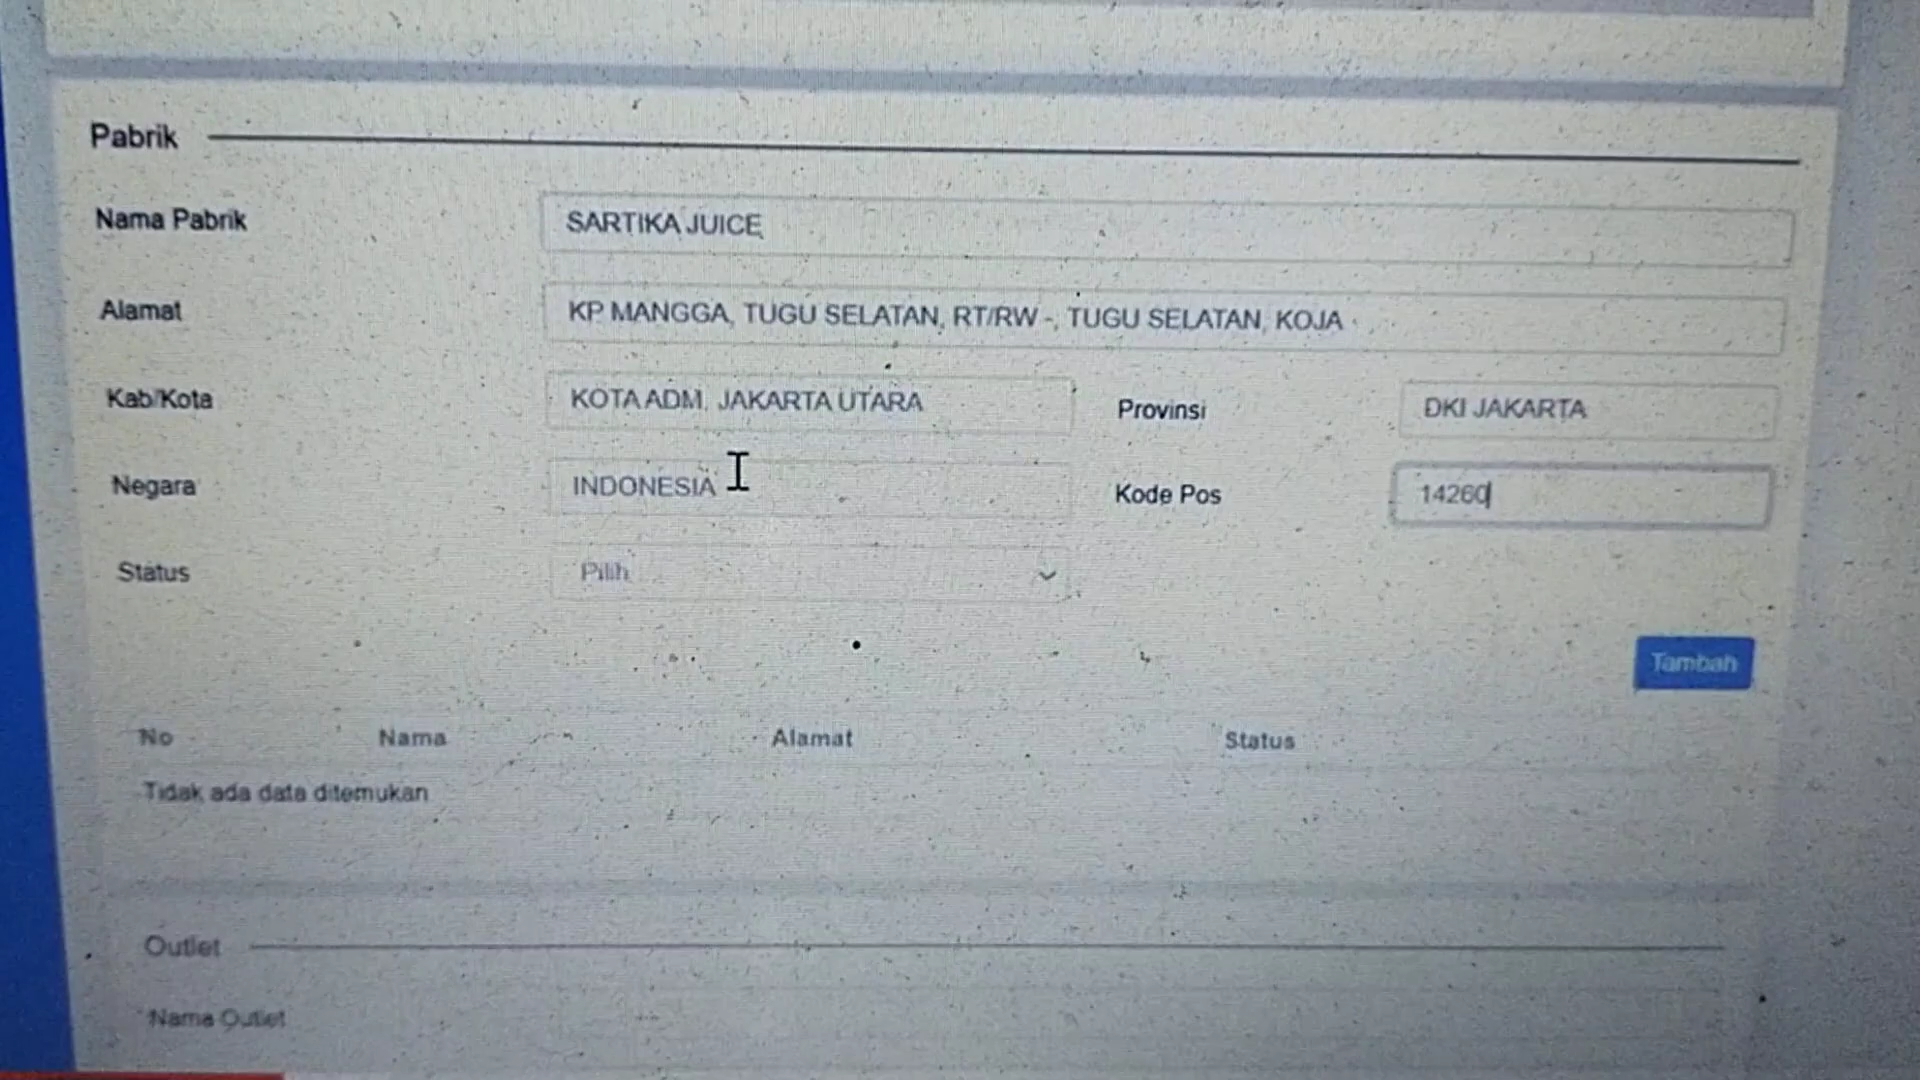 Pabrik
Nama Pabrik SARTIKA JUICE
Alamat KP MANGGA, TUGU SELATAN, RT/RW -, TUGU SELATAN, KOJA
Kab/Kota KOTA ADM. JAKARTA UTARA Provinsi DKI JAKARTA
Negara INDONESIA Kode Pos 14260
Status Pilih
Tambah
No Nama Alamat Status
Tidak ada data ditemukan
Outlet
Nama Outlet